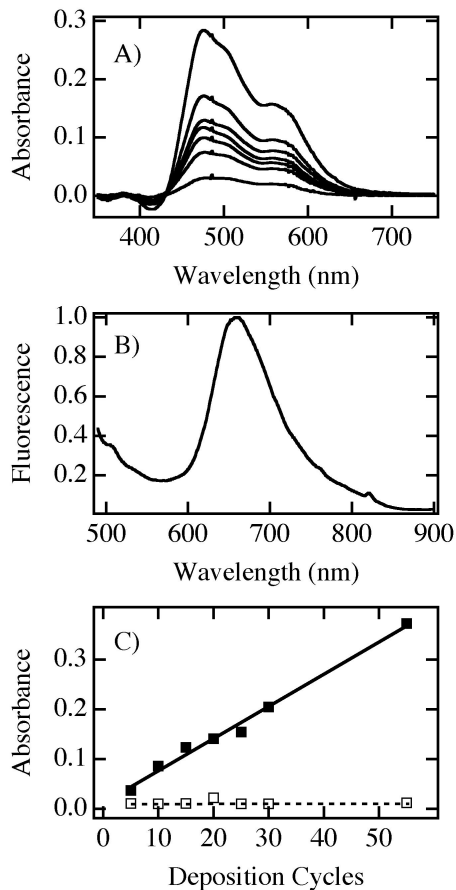 A)
Absorbance
0.3
0.2
0.1
0.0
400 500 600 700
Wavelength (nm)
B)
Fluorescence
1.0
0.8
0.6
0.4
0.2
500 600 700 800 900
Wavelength (nm)
C)
Absorbance
0.3
0.2
0.1
0.0
0 10 20 30 40 50
Deposition Cycles